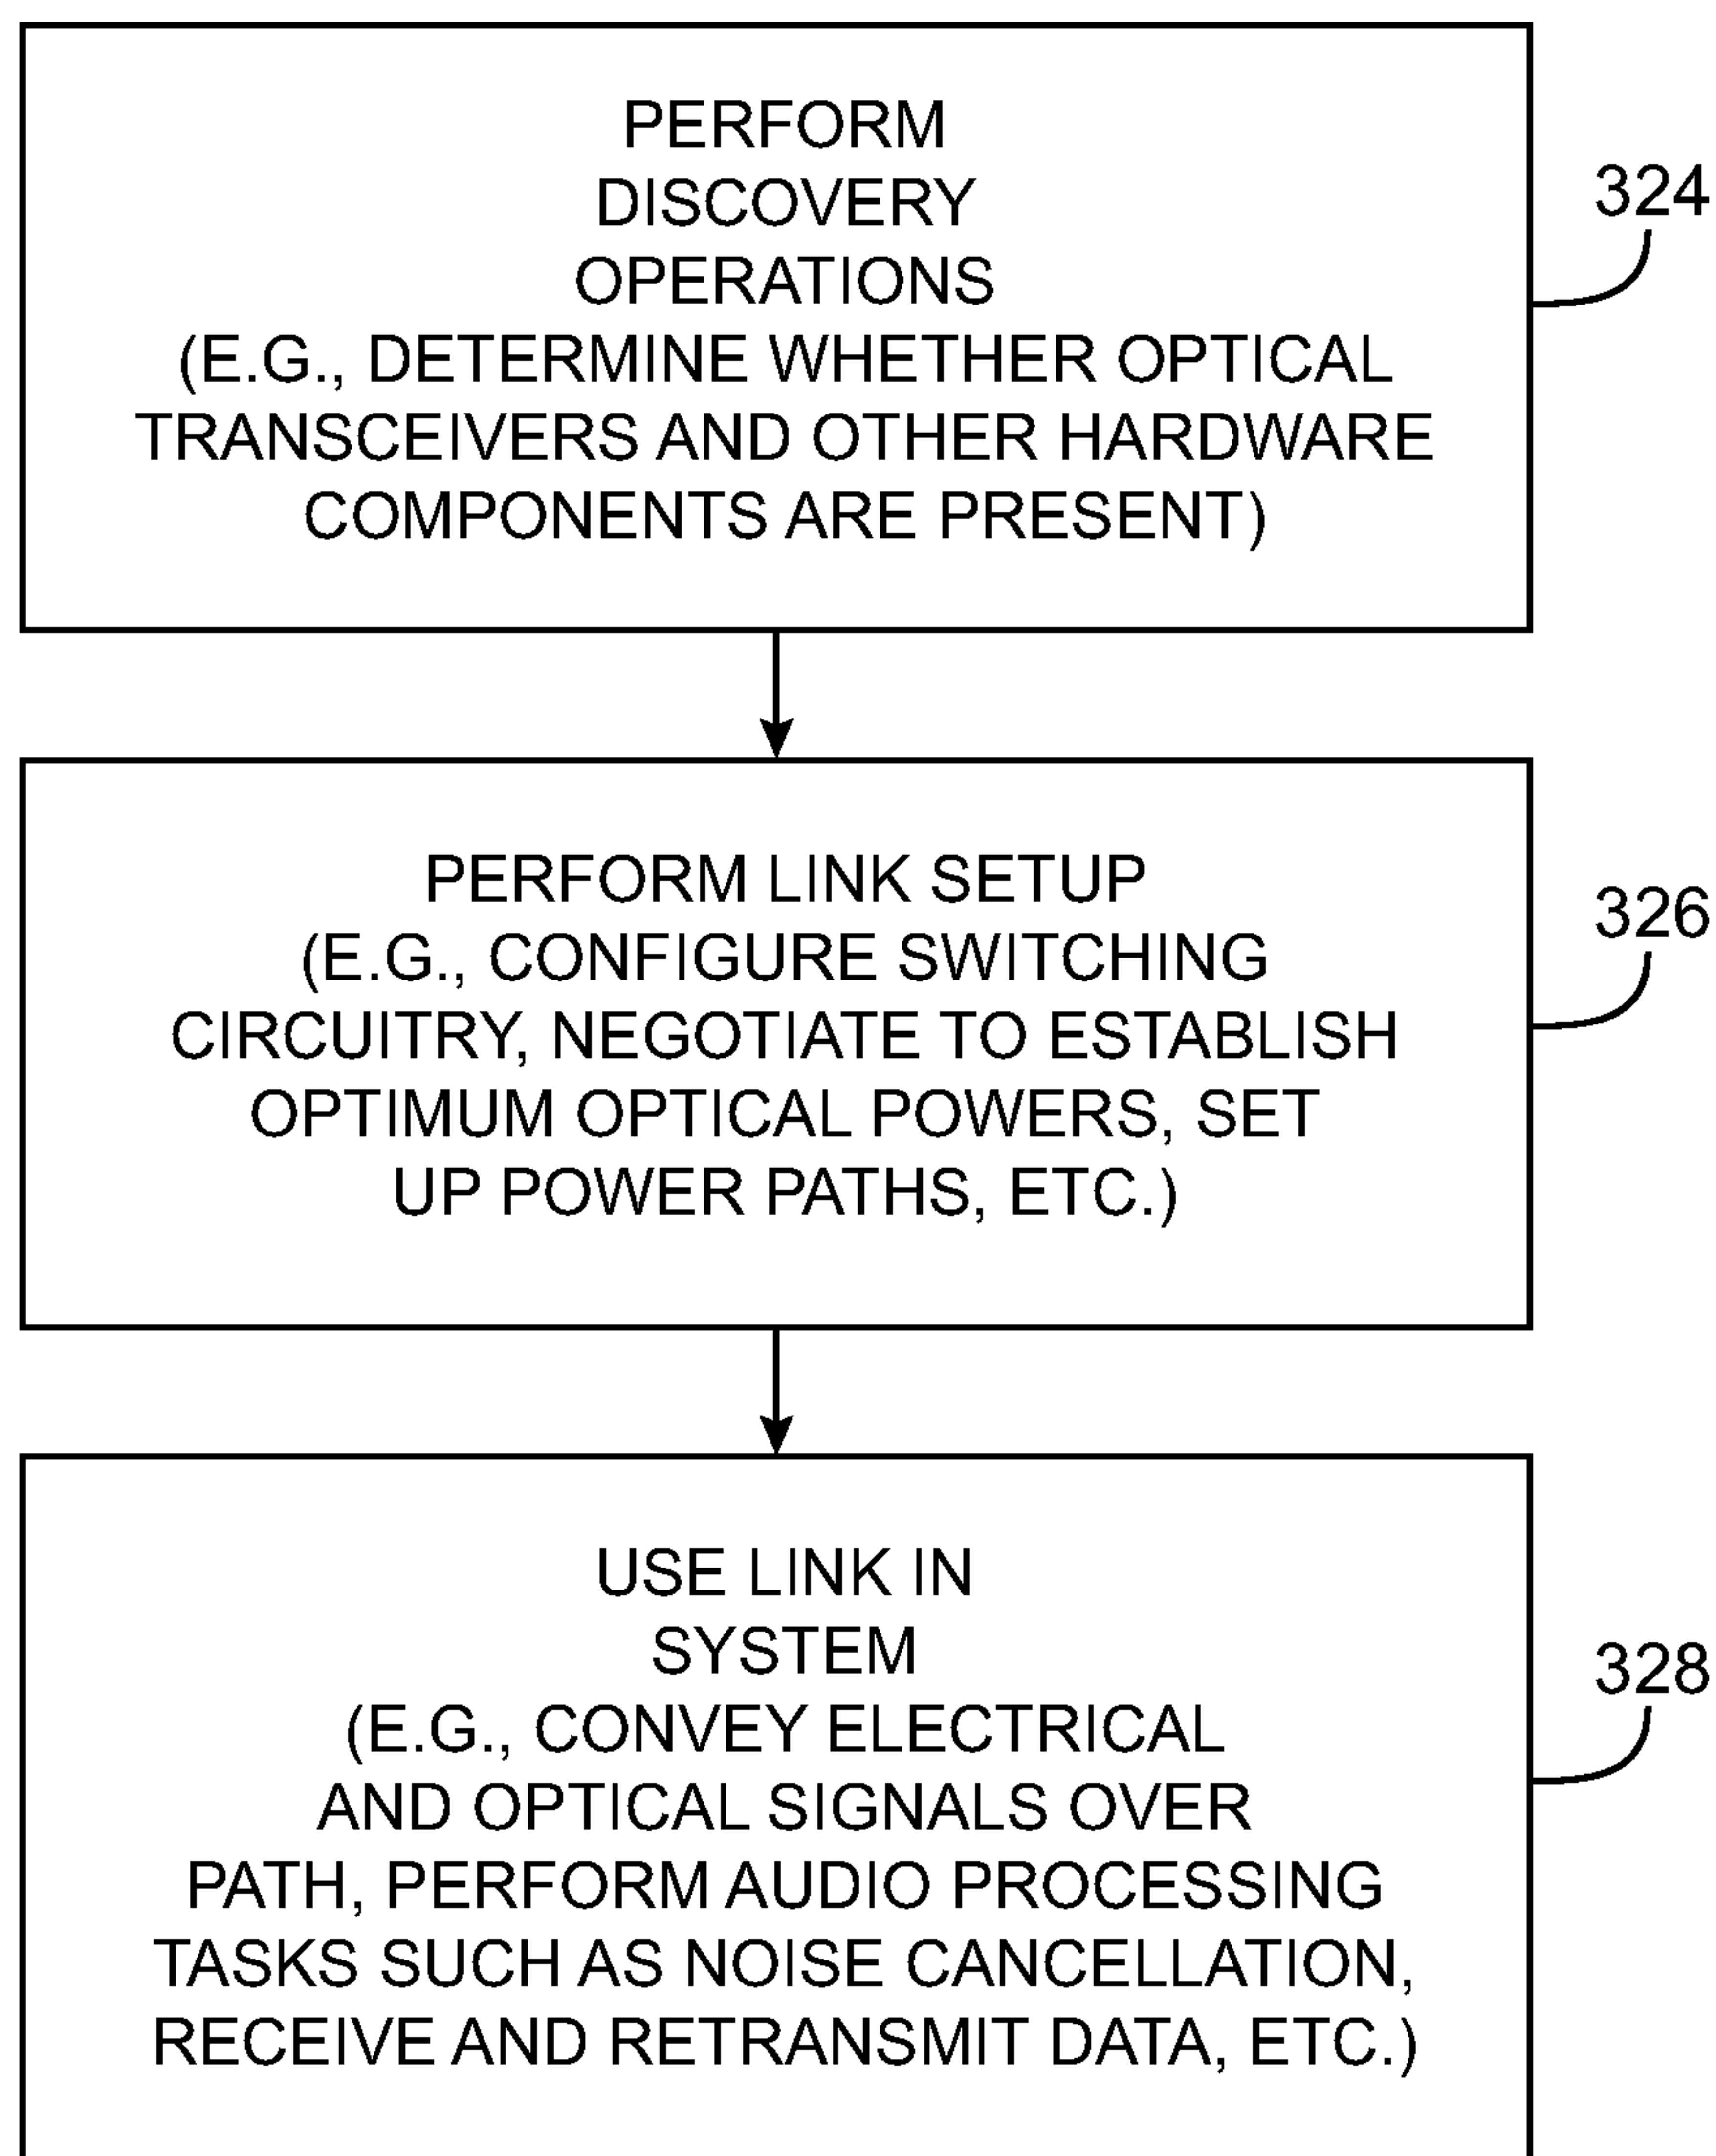 PERFORM
DISCOVERY
OPERATIONS
(E.G., DETERMINE WHETHER OPTICAL
TRANSCEIVERS AND OTHER HARDWARE
COMPONENTS ARE PRESENT)
324
PERFORM LINK SETUP
(E.G., CONFIGURE SWITCHING
CIRCUITRY, NEGOTIATE TO ESTABLISH
OPTIMUM OPTICAL POWERS, SET
UP POWER PATHS, ETC.)
326
USE LINK IN
SYSTEM
(E.G., CONVEY ELECTRICAL
AND OPTICAL SIGNALS OVER
PATH, PERFORM AUDIO PROCESSING
TASKS SUCH AS NOISE CANCELLATION,
RECEIVE AND RETRANSMIT DATA, ETC.)
328